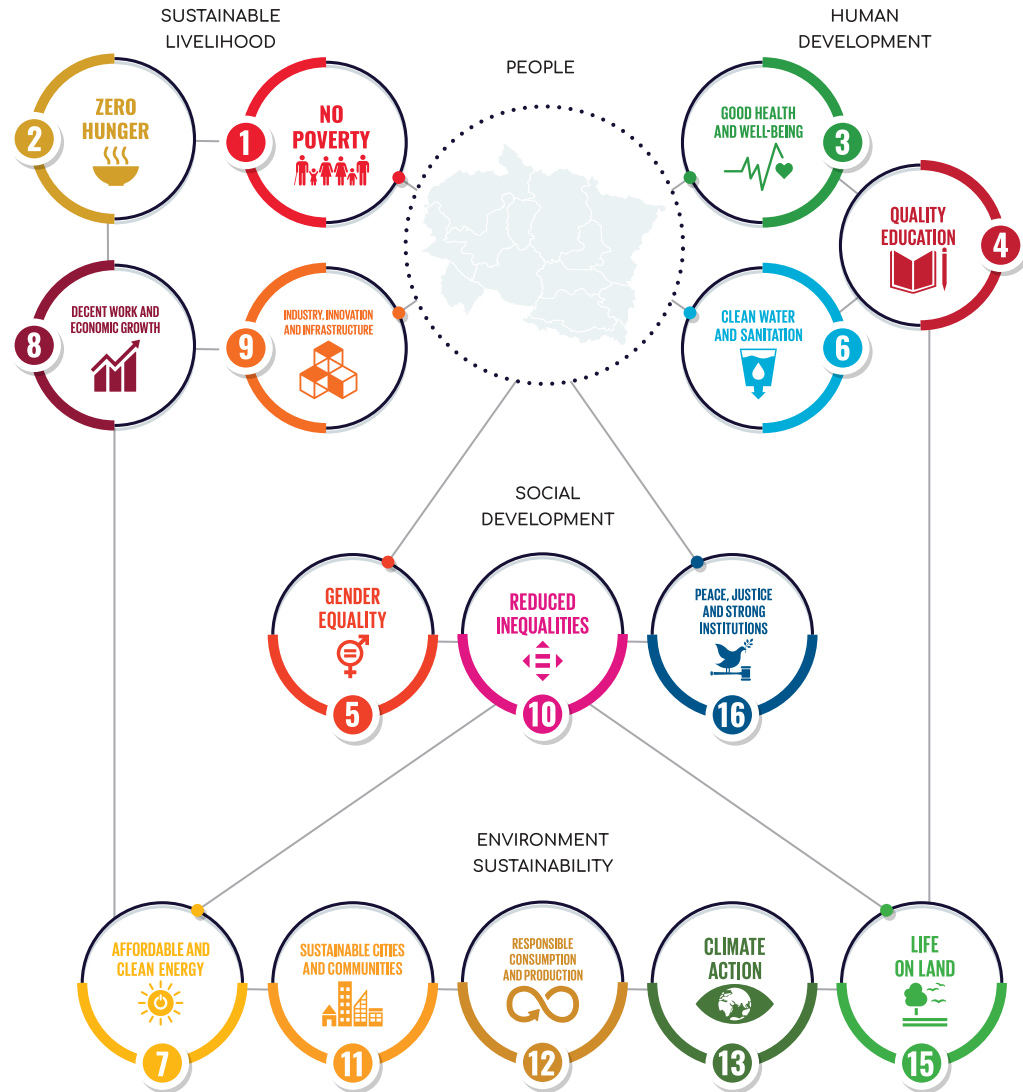 SUSTAINABLE
LIVELIHOOD
HUMAN
DEVELOPMENT
PEOPLE
ZERO
HUNGER
2
NO
POVERTY
1
GOOD HEALTH
AND WELL-BEING
3
QUALITY
EDUCATION
4
DECENT WORK AND
ECONOMIC GROWTH
8
INDUSTRY, INNOVATION
AND INFRASTRUCTURE
9
CLEAN WATER
AND SANITATION
6
SOCIAL
DEVELOPMENT
GENDER
EQUALITY
5
REDUCED
INEQUALITIES
10
PEACE, JUSTICE
AND STRONG
INSTITUTIONS
16
ENVIRONMENT
SUSTAINABILITY
AFFORDABLE AND
CLEAN ENERGY
7
SUSTAINABLE CITIES
AND COMMUNITIES
11
RESPONSIBLE
CONSUMPTION
AND PRODUCTION
12
CLIMATE
ACTION
13
LIFE
ON LAND
15